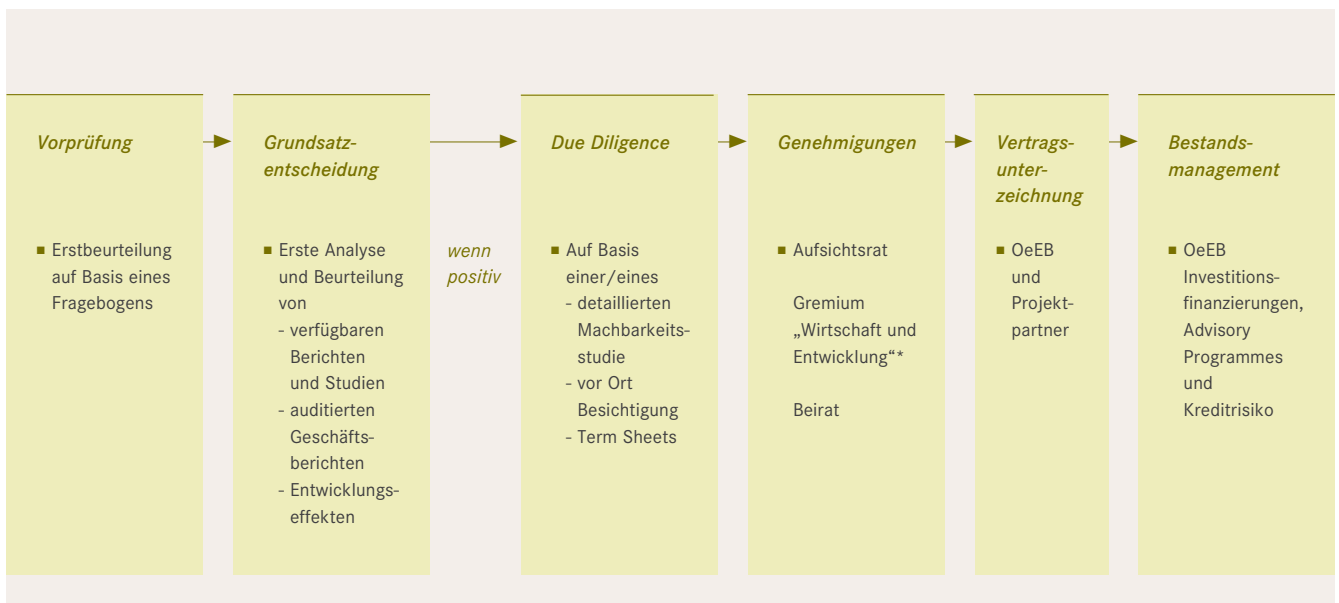 Vorprüfung
■ Erstbeurteilung
auf Basis eines
Fragebogens
Grundsatz-
entscheidung
■ Erste Analyse
und Beurteilung
von
- verfügbaren
Berichten
und Studien
- auditierten
Geschäfts-
berichten
- Entwicklungs-
effekten
wenn
positiv
Due Diligence
■ Auf Basis
einer/eines
- detaillierten
Machbarkeits-
studie
- vor Ort
Besichtigung
- Term Sheets
Genehmigungen
■ Aufsichtsrat
Gremium
„Wirtschaft und
Entwicklung“*
Beirat
Vertrags-
unter-
zeichnung
■ OeEB
und
Projekt-
partner
Bestands-
management
■ OeEB
Investitions-
finanzierungen,
Advisory
Programmes
und
Kreditrisiko